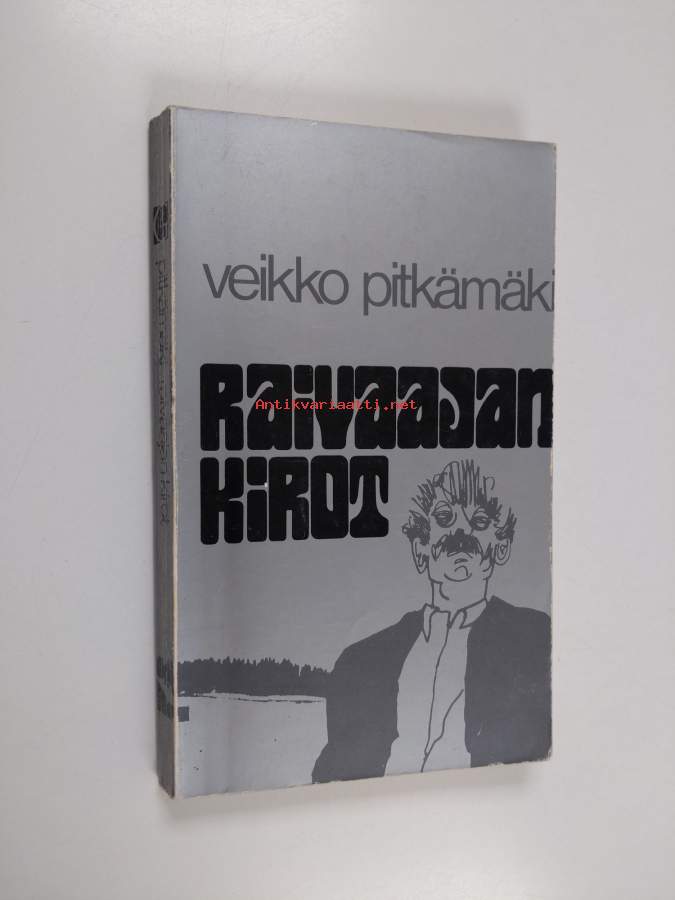 veikko pitkämäki
RAIVAAJAN
Antikvariaatti.net
KIROT